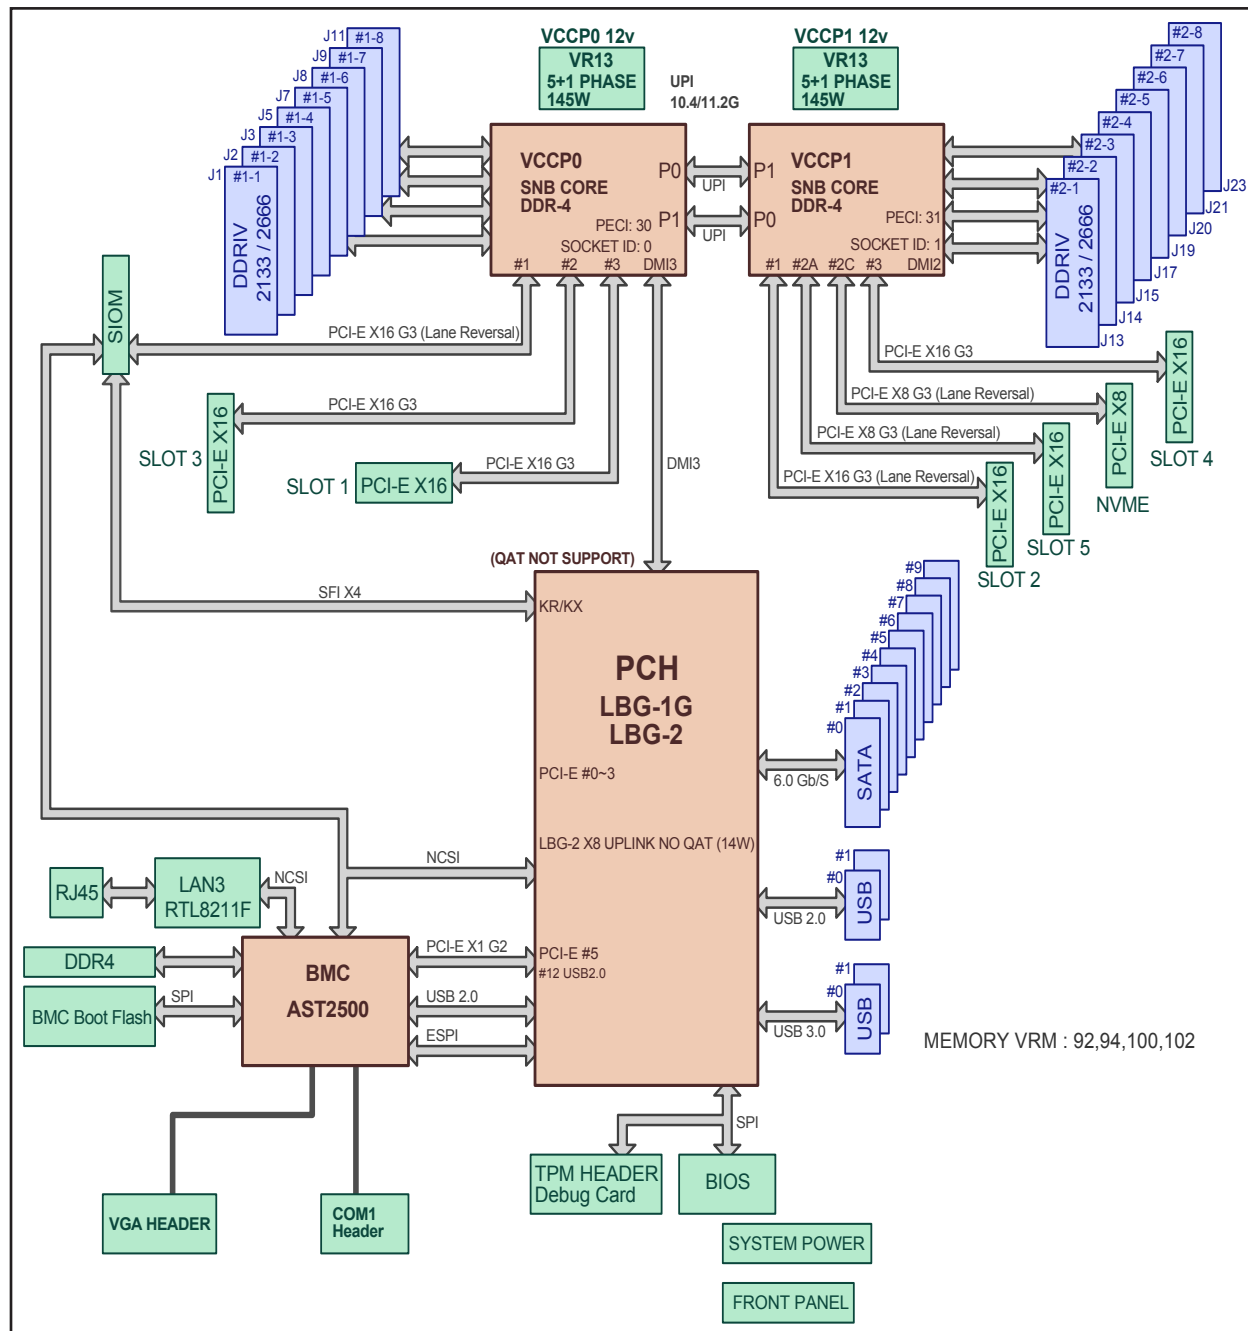 VCCP0 12v
VR13
5+1 PHASE
145W
UPI
10.4/11.2G
VCCP1 12v
VR13
5+1 PHASE
145W
J11
#1-8
J9
#1-7
J8
#1-6
J7
#1-5
J5
#1-4
J3
#1-3
J2
#1-2
J1
#1-1
DDRIV
2133 / 2666
VCCP0
SNB CORE
DDR-4
P0
P1
PECI: 30
SOCKET ID: 0
#1
#2
#3
DMI3
UPI
UPI
VCCP1
SNB CORE
DDR-4
P1
P0
PECI: 31
SOCKET ID: 1
#1
#2A
#2C
#3
DMI2
#2-8
#2-7
#2-6
#2-5
#2-4
#2-3
#2-2
#2-1
DDRIV
2133 / 2666
J23
J21
J20
J19
J17
J15
J14
J13
SIOM
PCI-E X16 G3 (Lane Reversal)
PCI-E X16 G3
PCI-E X16
SLOT 3
PCI-E X16 G3
SLOT 1
PCI-E X16
DMI3
PCI-E X16 G3
PCI-E X16
SLOT 4
PCI-E X8 G3 (Lane Reversal)
PCI-E X8
NVME
PCI-E X8 G3 (Lane Reversal)
PCI-E X16
SLOT 5
PCI-E X16 G3 (Lane Reversal)
PCI-E X16
SLOT 2
(QAT NOT SUPPORT)
SFI X4
KR/KX
PCH
LBG-1G
LBG-2
PCI-E #0~3
LBG-2 X8 UPLINK NO QAT (14W)
PCI-E #5
#12 USB2.0
#9
#8
#7
#6
#5
#4
#3
#2
#1
#0
SATA
6.0 Gb/S
#1
#0
USB
USB 2.0
#1
#0
USB
USB 3.0
MEMORY VRM : 92,94,100,102
NCSI
RJ45
LAN3
RTL8211F
NCSI
DDR4
BMC Boot Flash
SPI
BMC
AST2500
PCI-E X1 G2
USB 2.0
ESPI
SPI
TPM HEADER
Debug Card
BIOS
VGA HEADER
COM1
Header
SYSTEM POWER
FRONT PANEL